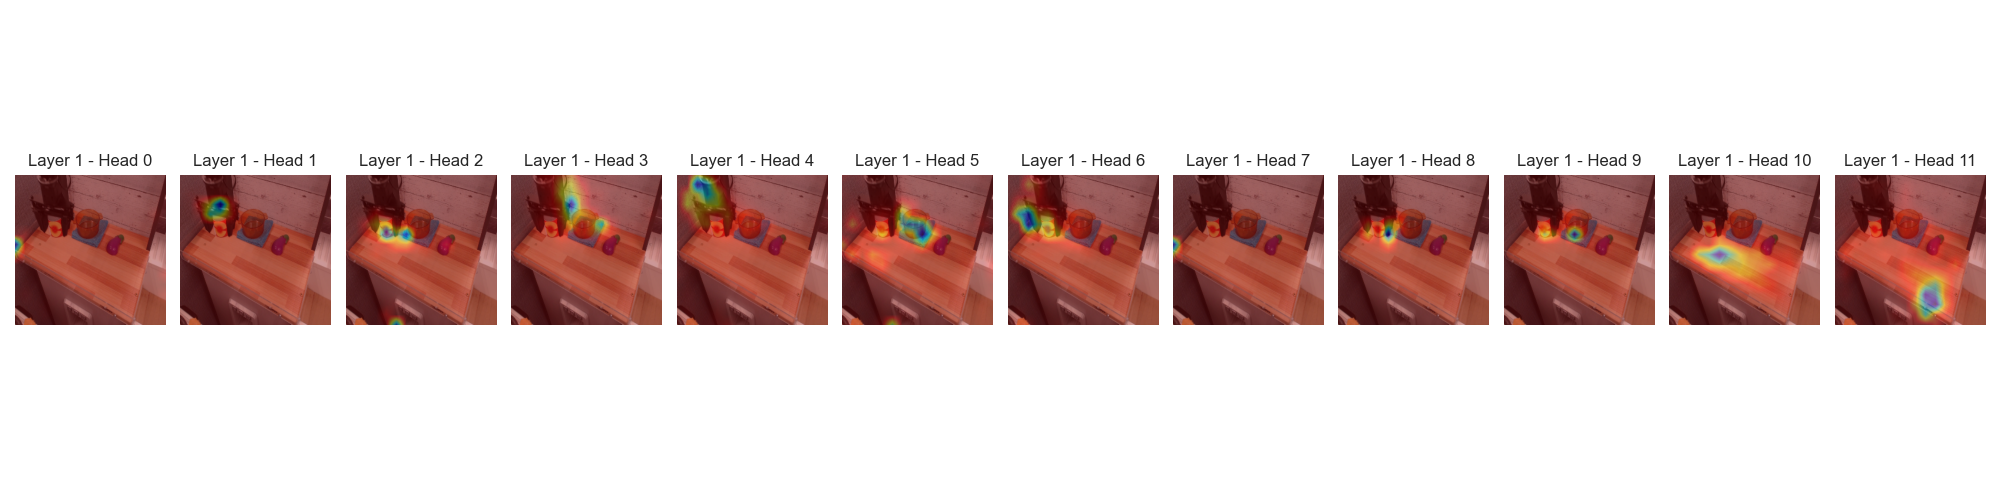 Layer 1 - Head 0
Layer 1 - Head 1
Layer 1 - Head 2
Layer 1 - Head 3
Layer 1 - Head 4
Layer 1 - Head 5
Layer 1 - Head 6
Layer 1 - Head 7
Layer 1 - Head 8
Layer 1 - Head 9
Layer 1 - Head 10
Layer 1 - Head 11